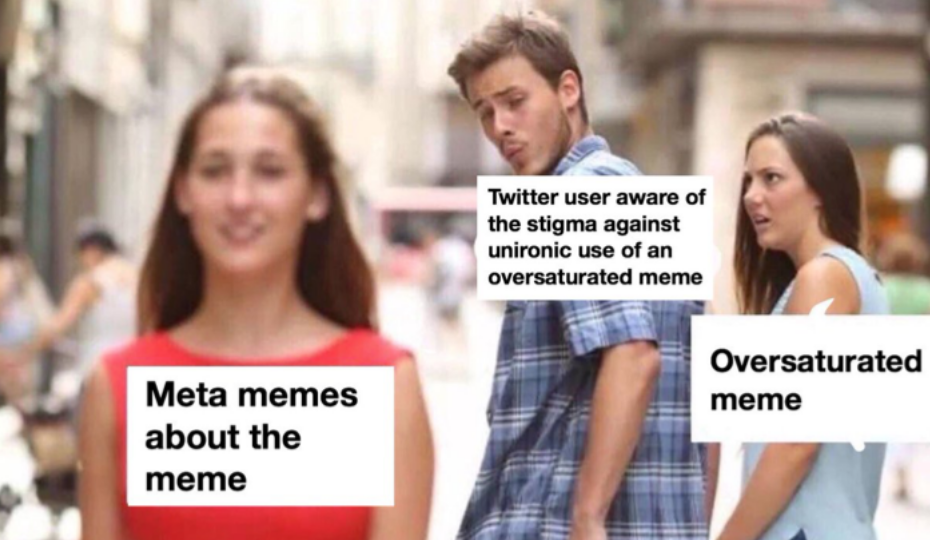 Twitter user aware of
the stigma against
unironic use of an
oversaturated meme
Oversaturated
meme
Meta memes
about the
meme